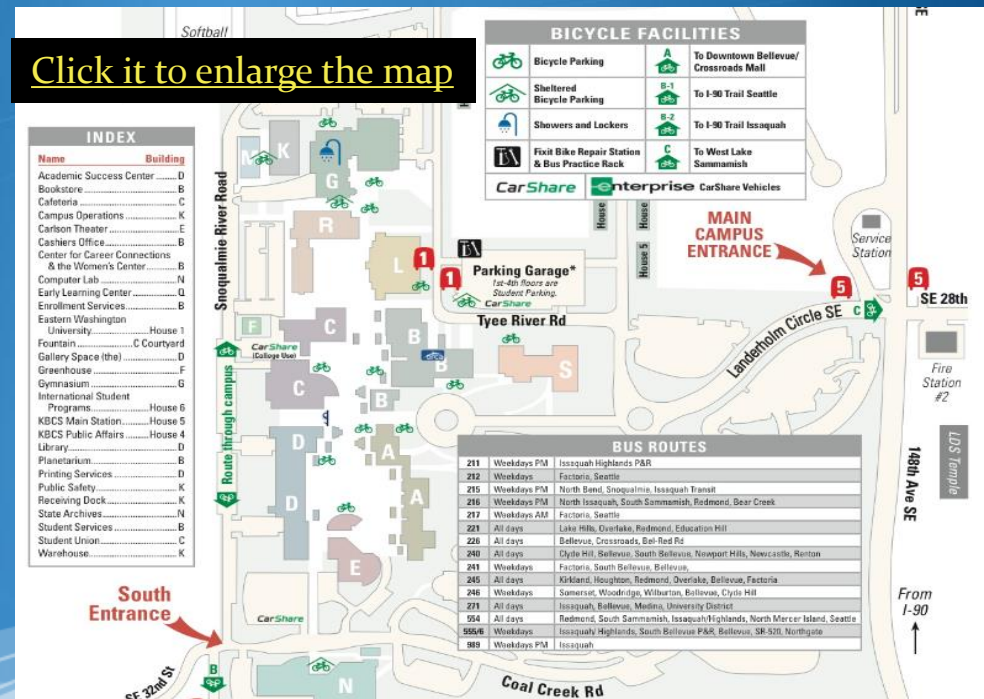 Softball
Click it to enlarge the map
BICYCLE FACILITIES
Bicycle Parking
A
To Downtown Bellevue/
Crossroads Mall
Sheltered
Bicycle Parking
B-1
To I-90 Trail Seattle
Showers and Lockers
B-2
To I-90 Trail Issaquah
Fixit Bike Repair Station
& Bus Practice Rack
C
To West Lake
Sammamish
CarShare
enterprise CarShare Vehicles
SE
INDEX
Name Building
Academic Success Center D
Bookstore B
Cafeteria C
Campus Operations K
Carlson Theater E
Cashiers Office B
Center for Career Connections
& the Women's Center B
Computer Lab N
Early Learning Center Q
Enrollment Services B
Eastern Washington
University House 1
Fountain C Courtyard
Gallery Space (the) D
Greenhouse F
Gymnasium G
International Student
Programs House 6
KBCS Main Station House 5
KBCS Public Affairs House 4
Library D
Planetarium B
Printing Services D
Public Safety K
Receiving Dock K
State Archives N
Student Services B
Student Union C
Warehouse K
Snoqualmie River Road
Route through campus
M
K
G
R
L
1
1
Parking Garage*
1st-4th floors are
Student Parking.
CarShare
Tyee River Rd
House
House
House 5
MAIN
CAMPUS
ENTRANCE
Service
Station
5
5
SE 28th
Landerholm Circle SE
C
Fire
Station
#2
LDS Temple
148th Ave SE
From
I-90
F
CarShare
(College Use)
C
C
B
B
B
S
D
D
A
A
E
BUS ROUTES
211 Weekdays PM Issaquah Highlands P&R
212 Weekdays Factoria, Seattle
215 Weekdays PM North Bend, Snoqualmie, Issaquah Transit
216 Weekdays PM North Issaquah, South Sammamish, Redmond, Bear Creek
217 Weekdays AM Factoria, Seattle
221 All days Lake Hills, Overlake, Redmond, Education Hill
226 All days Bellevue, Crossroads, Bel-Red Rd
240 All days Clyde Hill, Bellevue, South Bellevue, Newport Hills, Newcastle, Renton
241 Weekdays Factoria, South Bellevue, Bellevue,
245 All days Kirkland, Houghton, Redmond, Overlake, Bellevue, Factoria
246 Weekdays Somerset, Woodridge, Wilburton, Bellevue, Clyde Hill
271 All days Issaquah, Bellevue, Medina, University District
554 All days Redmond, South Sammamish, Issaquah/Highlands, North Mercer Island, Seattle
555/6 Weekdays Issaquah/ Highlands, South Bellevue P&R, Bellevue, SR-520, Northgate
989 Weekdays PM Issaquah
South
Entrance
CarShare
SE 32nd St
B
N
Coal Creek Rd